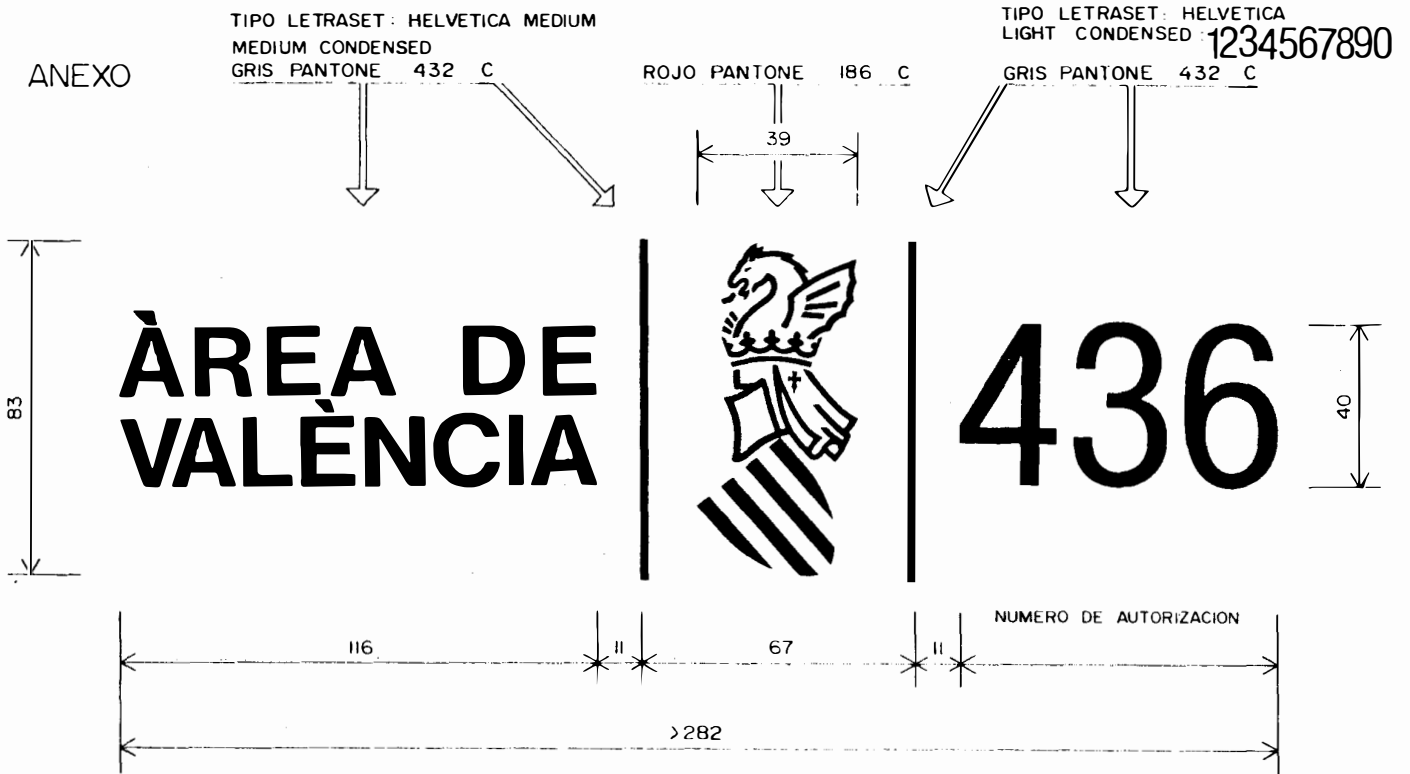 ANEXO
TIPO LETRASET: HELVETICA MEDIUM
MEDIUM CONDENSED
GRIS PANTONE 432 C
ROJO PANTONE 186 C
TIPO LETRASET: HELVETICA
LIGHT CONDENSED: 1234567890
GRIS PANTONE 432 C
39
83
ÀREA DE
VALÈNCIA
436
40
NUMERO DE AUTORIZACION
116
11
67
11
>282